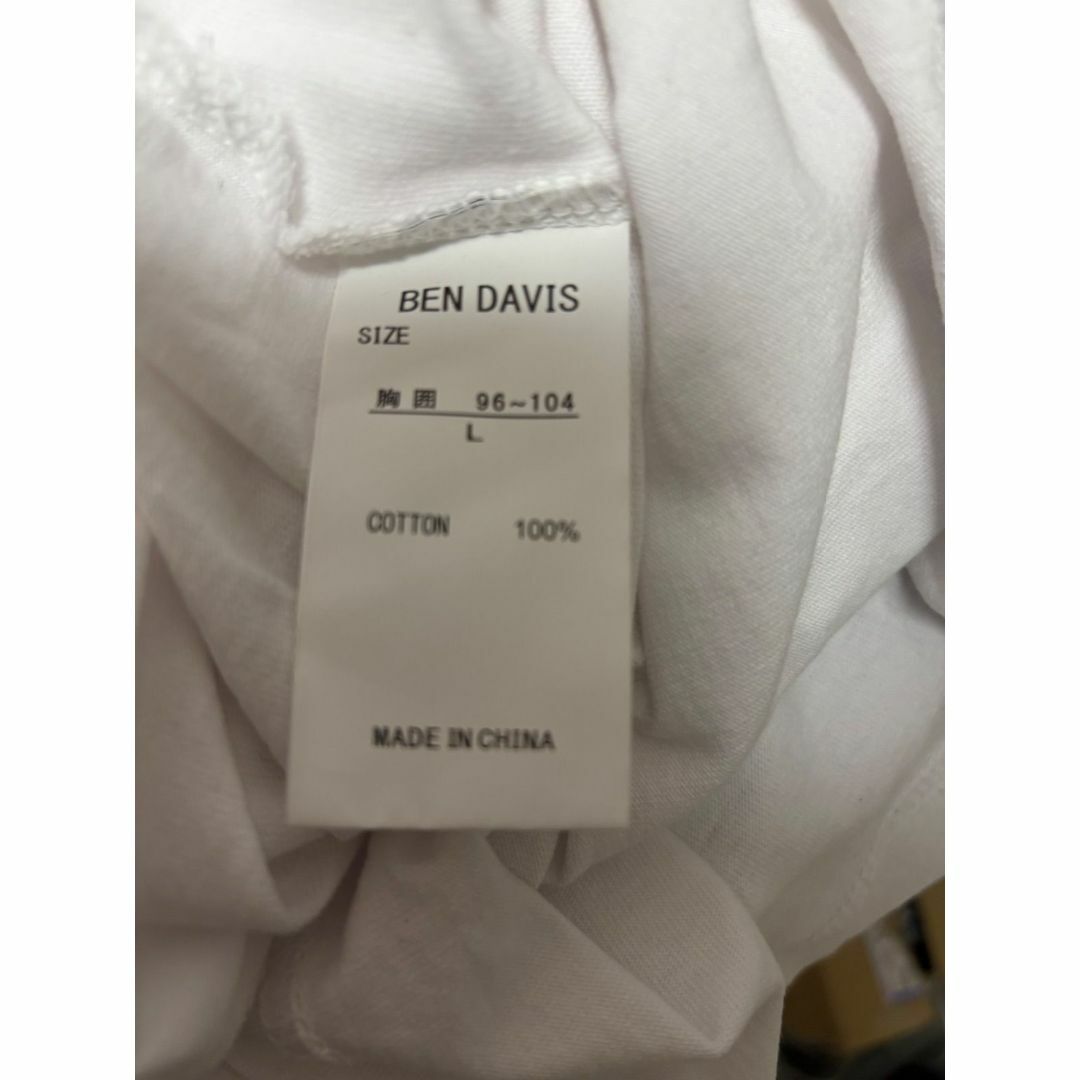 BEN DAVIS
SIZE
胸囲 96~104
L
COTTON 100%
MADE IN CHINA